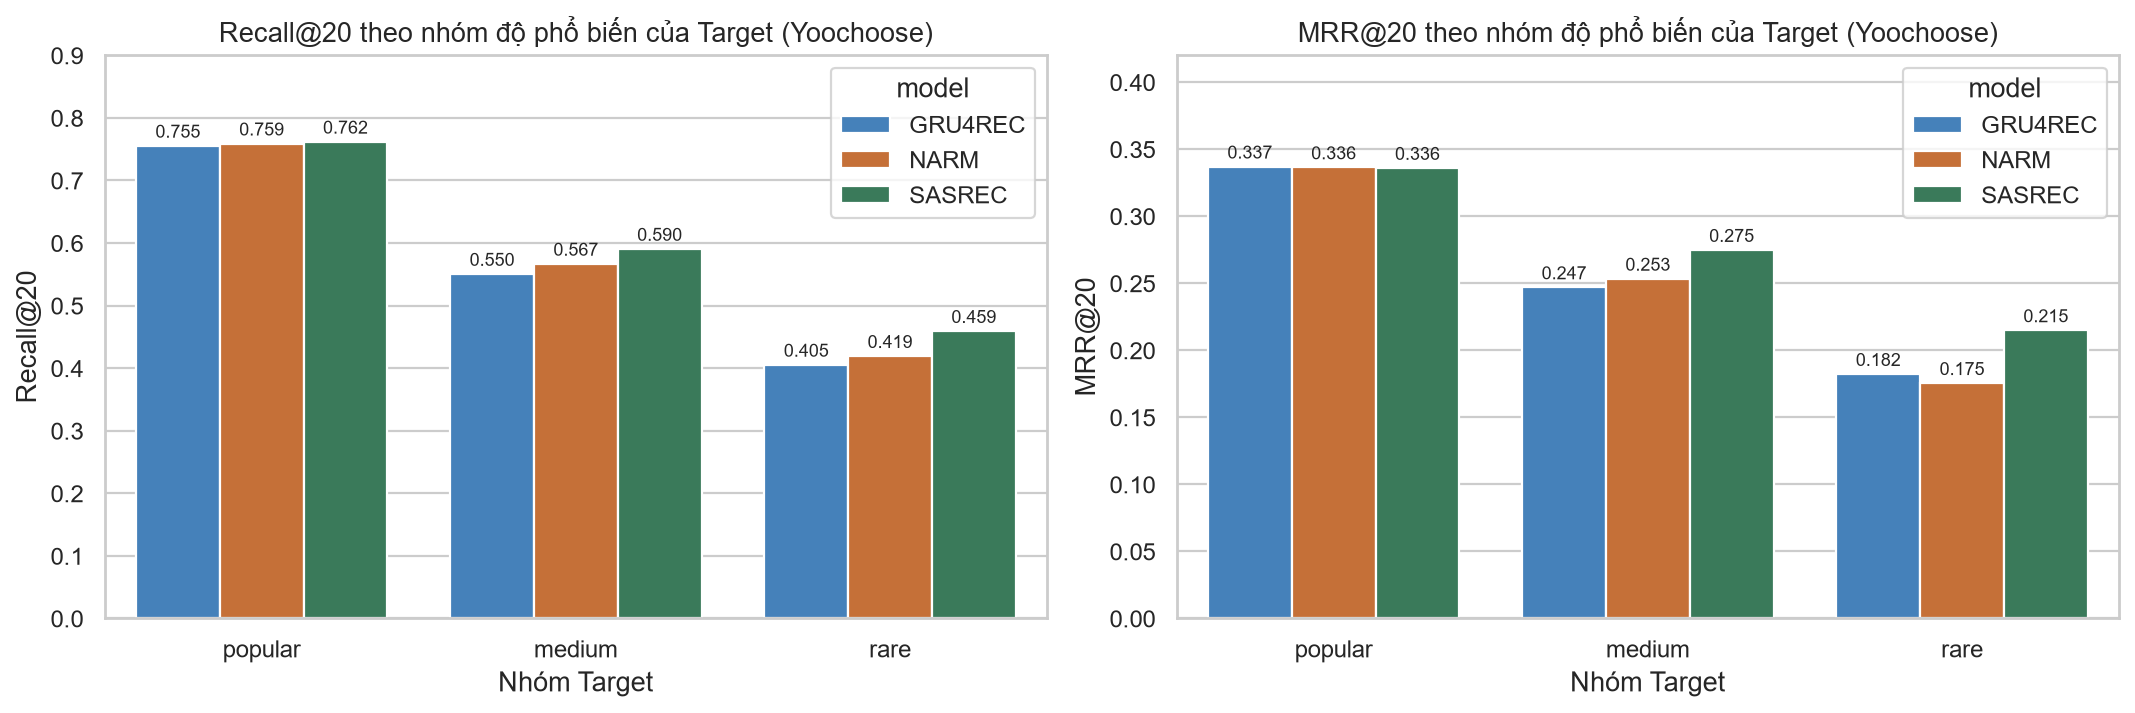 Recall@20 theo nhóm độ phổ biến của Target (Yoochoose)
Recall@20
0.9
0.8
0.7
0.6
0.5
0.4
0.3
0.2
0.1
0.0
0.755
0.759
0.762
0.550
0.567
0.590
0.405
0.419
0.459
model
GRU4REC
NARM
SASREC
popular
medium
rare
Nhóm Target
MRR@20 theo nhóm độ phổ biến của Target (Yoochoose)
MRR@20
0.40
0.35
0.30
0.25
0.20
0.15
0.10
0.05
0.00
0.337
0.336
0.336
0.247
0.253
0.275
0.182
0.175
0.215
model
GRU4REC
NARM
SASREC
popular
medium
rare
Nhóm Target